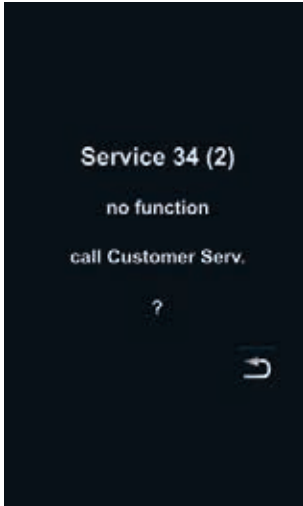 Service 34 (2)
no function
call Customer Serv.
?